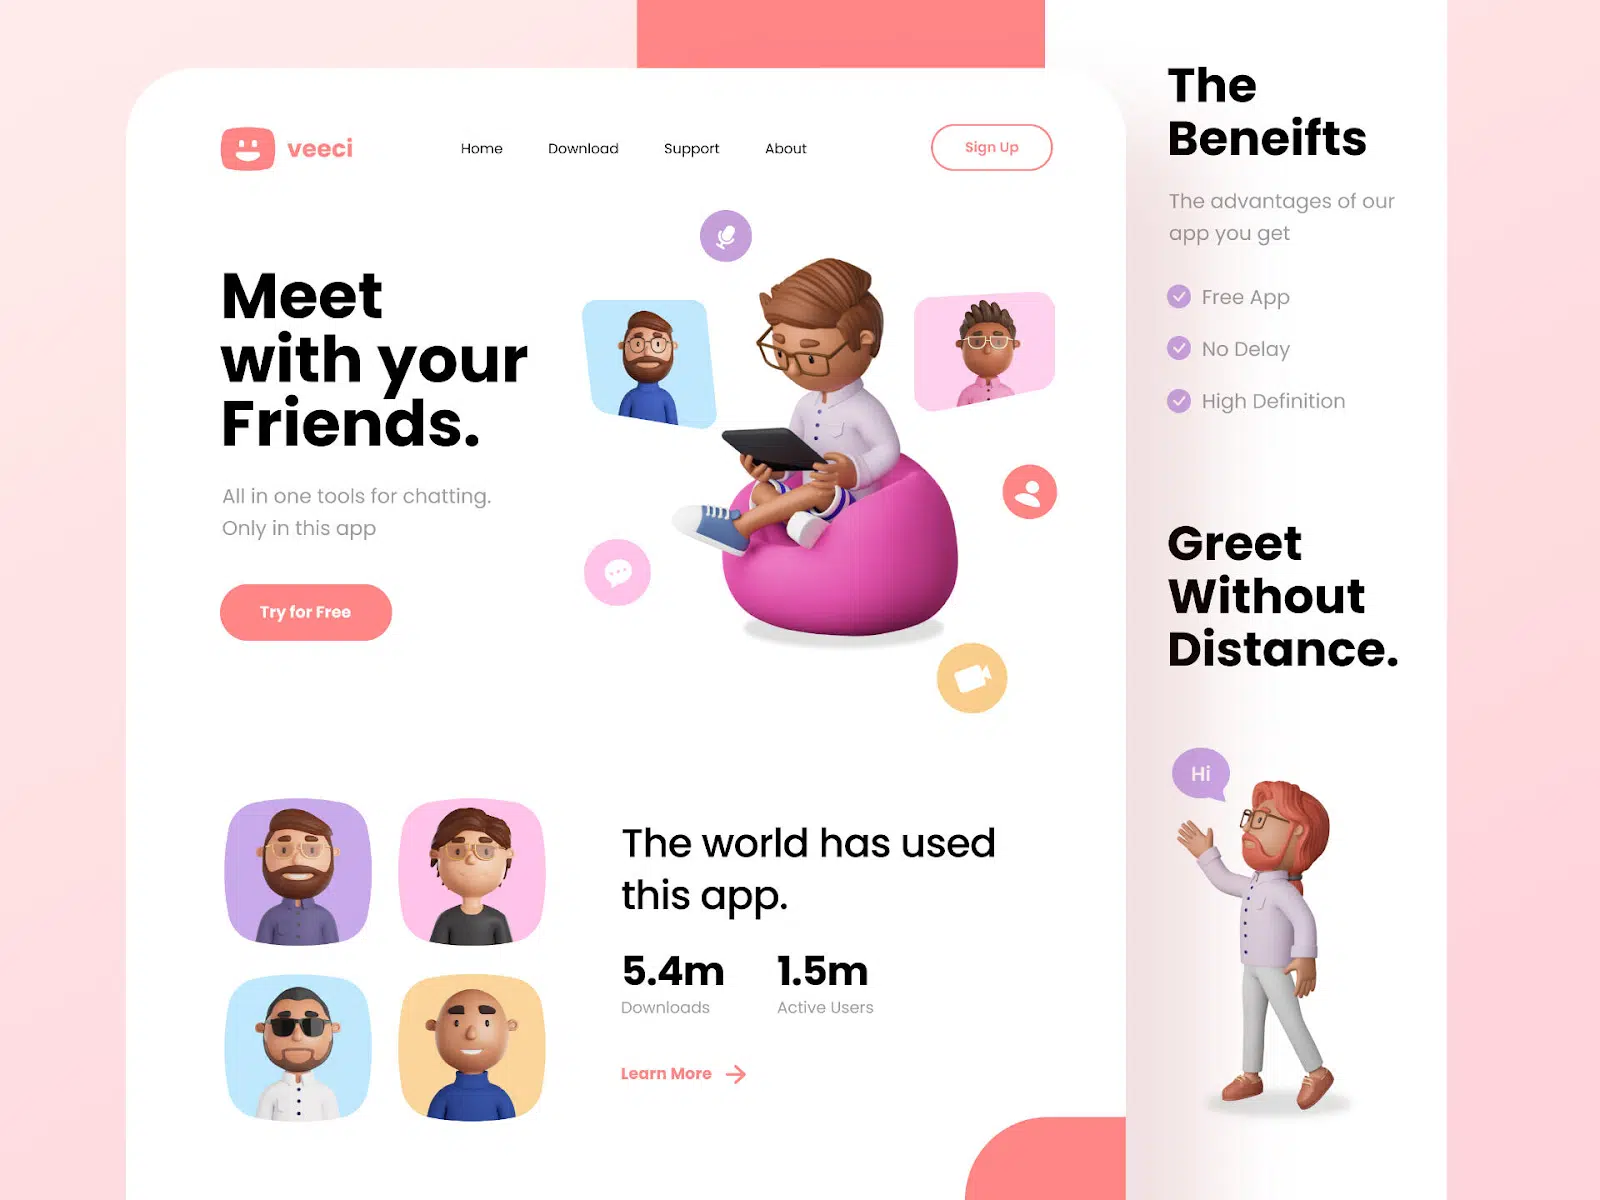 veeci
Home
Download
Support
About
Sign Up
Meet
with your
Friends.
All in one tools for chatting.
Only in this app
Try for Free
The world has used
this app.
5.4m
Downloads
1.5m
Active Users
Learn More
The
Beneifts
The advantages of our
app you get
Free App
No Delay
High Definition
Greet
Without
Distance.
Hi